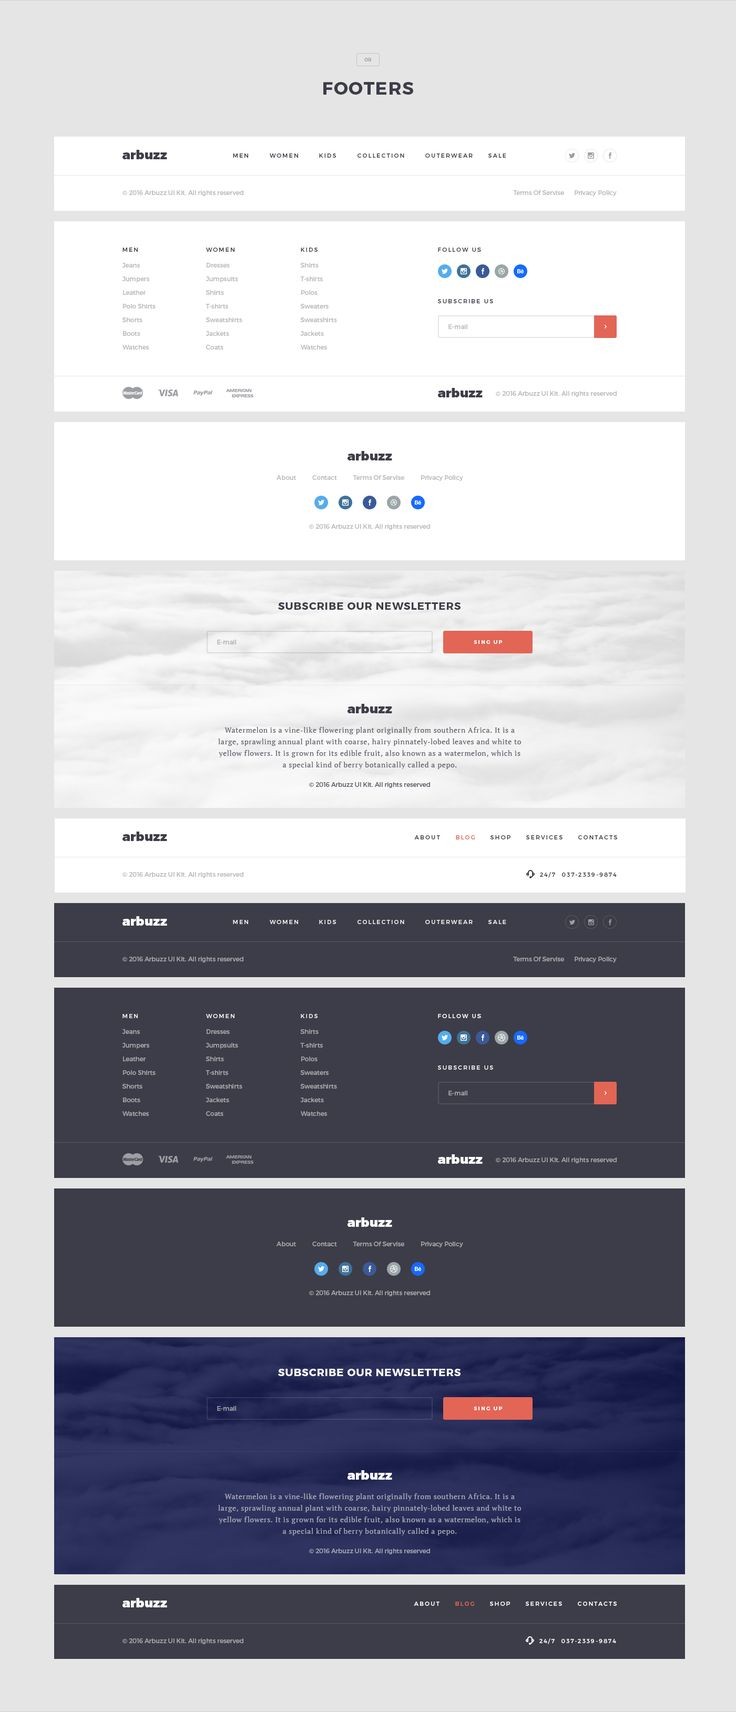 08
FOOTERS
arbuzz MEN WOMEN KIDS COLLECTION OUTERWEAR SALE
© 2016 Arbuzz UI Kit. All rights reserved Terms Of Servise Privacy Policy
MEN WOMEN KIDS FOLLOW US
Jeans Dresses Shirts
Jumpers Jumpsuits T-shirts
Leather Shirts Polos
Polo Shirts T-shirts Sweaters
Shorts Sweatshirts Sweatshirts
Boots Jackets Jackets
Watches Coats Watches
Bē
SUBSCRIBE US
E-mail
MasterCard VISA PayPal AMERICAN EXPRESS arbuzz © 2016 Arbuzz UI Kit. All rights reserved
arbuzz
About Contact Terms Of Servise Privacy Policy
Bē
© 2016 Arbuzz UI Kit. All rights reserved
SUBSCRIBE OUR NEWSLETTERS
E-mail SING UP
arbuzz
Watermelon is a vine-like flowering plant originally from southern Africa. It is a
large, sprawling annual plant with coarse, hairy pinnately-lobed leaves and white to
yellow flowers. It is grown for its edible fruit, also known as a watermelon, which is
a special kind of berry botanically called a pepo.
© 2016 Arbuzz UI Kit. All rights reserved
arbuzz ABOUT BLOG SHOP SERVICES CONTACTS
© 2016 Arbuzz UI Kit. All rights reserved 24/7 037-2339-9874
arbuzz MEN WOMEN KIDS COLLECTION OUTERWEAR SALE
© 2016 Arbuzz UI Kit. All rights reserved Terms Of Servise Privacy Policy
MEN WOMEN KIDS FOLLOW US
Jeans Dresses Shirts
Jumpers Jumpsuits T-shirts
Leather Shirts Polos
Polo Shirts T-shirts Sweaters
Shorts Sweatshirts Sweatshirts
Boots Jackets Jackets
Watches Coats Watches
Bē
SUBSCRIBE US
E-mail
MasterCard VISA PayPal AMERICAN EXPRESS arbuzz © 2016 Arbuzz UI Kit. All rights reserved
arbuzz
About Contact Terms Of Servise Privacy Policy
Bē
© 2016 Arbuzz UI Kit. All rights reserved
SUBSCRIBE OUR NEWSLETTERS
E-mail SING UP
arbuzz
Watermelon is a vine-like flowering plant originally from southern Africa. It is a
large, sprawling annual plant with coarse, hairy pinnately-lobed leaves and white to
yellow flowers. It is grown for its edible fruit, also known as a watermelon, which is
a special kind of berry botanically called a pepo.
© 2016 Arbuzz UI Kit. All rights reserved
arbuzz ABOUT BLOG SHOP SERVICES CONTACTS
© 2016 Arbuzz UI Kit. All rights reserved 24/7 037-2339-9874